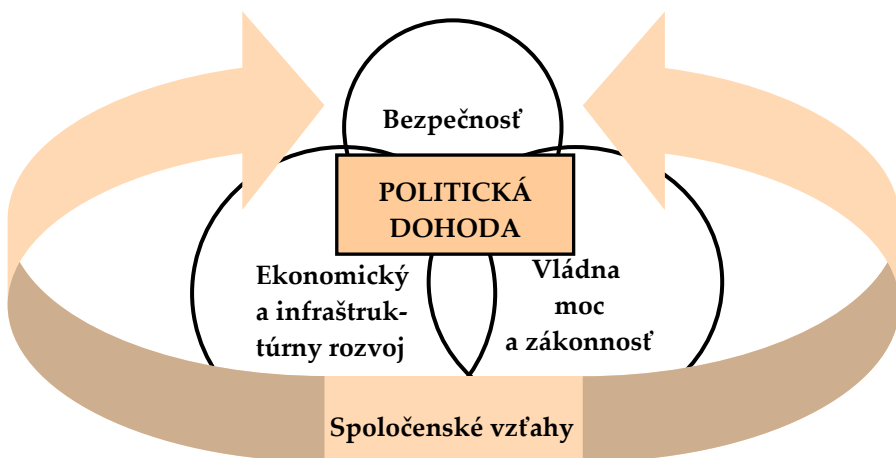 Bezpečnosť
POLITICKÁ
DOHODA
Ekonomický
a infraštruk-
túrny rozvoj
Vládna
moc
a zákonnosť
Spoločenské vzťahy